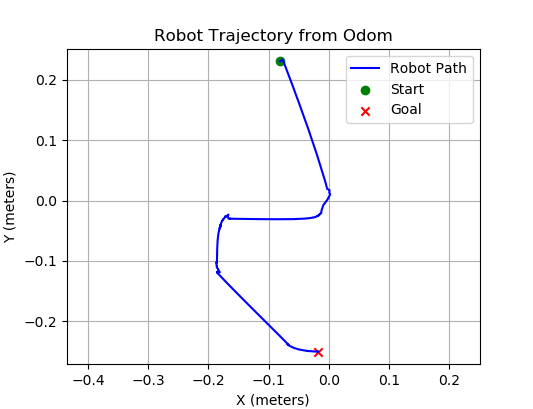 Robot Trajectory from Odom
Robot Path
Start
Goal
Y (meters)
0.2
0.1
0.0
−0.1
−0.2
−0.4 −0.3 −0.2 −0.1 0.0 0.1 0.2
X (meters)